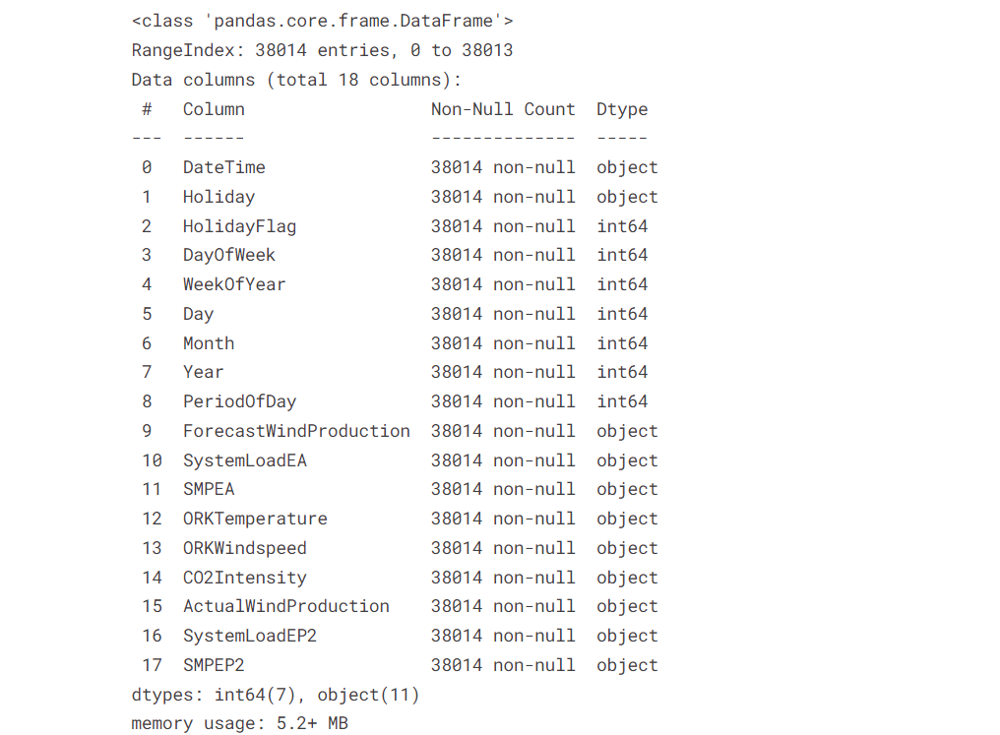 <class 'pandas.core.frame.DataFrame'>
RangeIndex: 38014 entries, 0 to 38013
Data columns (total 18 columns):
 #   Column                  Non-Null Count  Dtype
---  ------                  --------------  -----
 0   DateTime                38014 non-null  object
 1   Holiday                 38014 non-null  object
 2   HolidayFlag             38014 non-null  int64
 3   DayOfWeek               38014 non-null  int64
 4   WeekOfYear              38014 non-null  int64
 5   Day                     38014 non-null  int64
 6   Month                   38014 non-null  int64
 7   Year                    38014 non-null  int64
 8   PeriodOfDay             38014 non-null  int64
 9   ForecastWindProduction  38014 non-null  object
 10  SystemLoadEA            38014 non-null  object
 11  SMPEA                   38014 non-null  object
 12  ORKTemperature          38014 non-null  object
 13  ORKWindspeed            38014 non-null  object
 14  CO2Intensity            38014 non-null  object
 15  ActualWindProduction    38014 non-null  object
 16  SystemLoadEP2           38014 non-null  object
 17  SMPEP2                  38014 non-null  object
dtypes: int64(7), object(11)
memory usage: 5.2+ MB